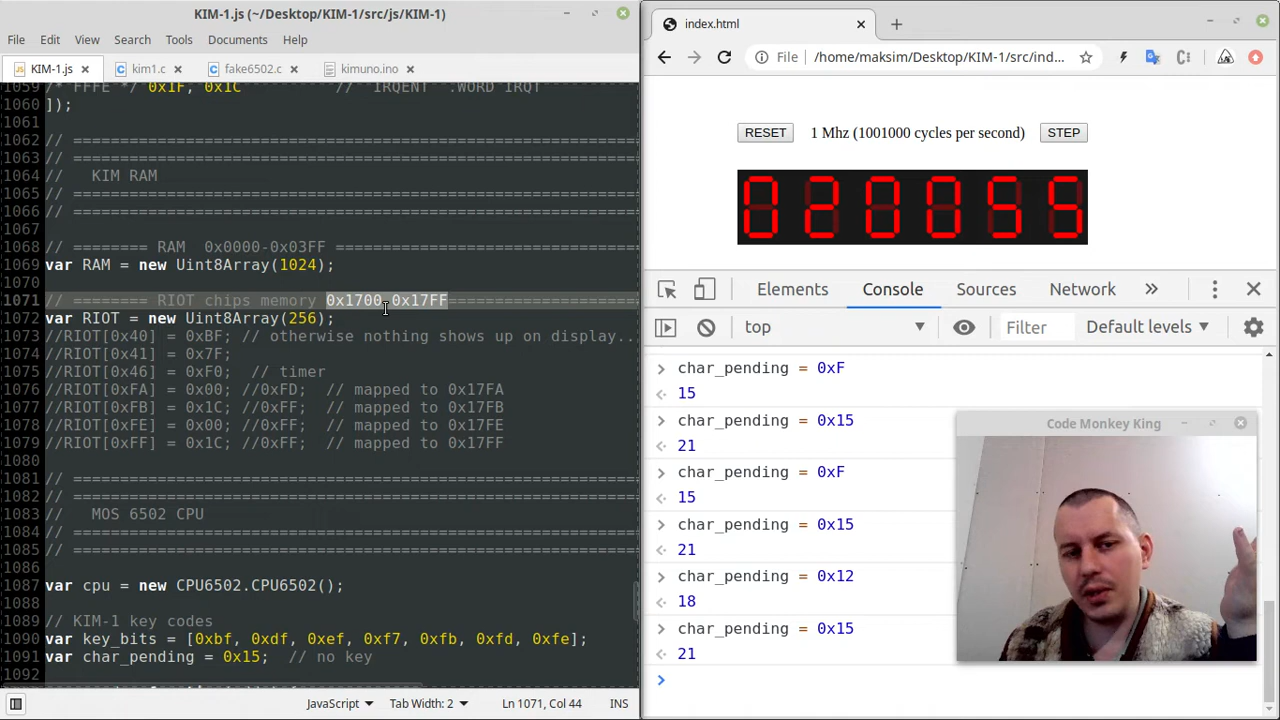 KIM-1.js (~/Desktop/KIM-1/src/js/KIM-1)
File Edit View Search Tools Documents Help
KIM-1.js kim1.c fake6502.c kimuno.ino
1059 /* FFFE */ 0x1F, 0x1C // IRQENT .WORD IRQT
1060 ]);
1061
1062 // ========================================
1063 // ========================================
1064 // KIM RAM
1065 // ========================================
1066 // ========================================
1067
1068 // ======== RAM 0x0000-0x03FF ================================
1069 var RAM = new Uint8Array(1024);
1070
1071 // ======== RIOT chips memory 0x1700-0x17FF====================
1072 var RIOT = new Uint8Array(256);
1073 //RIOT[0x40] = 0xBF; // otherwise nothing shows up on display..
1074 //RIOT[0x41] = 0x7F;
1075 //RIOT[0x46] = 0xF0; // timer
1076 //RIOT[0xFA] = 0x00; //0xFD; // mapped to 0x17FA
1077 //RIOT[0xFB] = 0x1C; //0xFF; // mapped to 0x17FB
1078 //RIOT[0xFE] = 0x00; //0xFF; // mapped to 0x17FE
1079 //RIOT[0xFF] = 0x1C; //0xFF; // mapped to 0x17FF
1080
1081 // ========================================
1082 // ========================================
1083 // MOS 6502 CPU
1084 // ========================================
1085 // ========================================
1086
1087 var cpu = new CPU6502.CPU6502();
1088
1089 // KIM-1 key codes
1090 var key_bits = [0xbf, 0xdf, 0xef, 0xf7, 0xfb, 0xfd, 0xfe];
1091 var char_pending = 0x15; // no key
1092
JavaScript Tab Width: 2 Ln 1071, Col 44 INS
index.html
File /home/maksim/Desktop/KIM-1/src/ind...
RESET 1 Mhz (1001000 cycles per second) STEP
020055
Elements Console Sources Network
top Filter Default levels
char_pending = 0xF
15
char_pending = 0x15
21
char_pending = 0xF
15
char_pending = 0x15
21
char_pending = 0x12
18
char_pending = 0x15
21
Code Monkey King